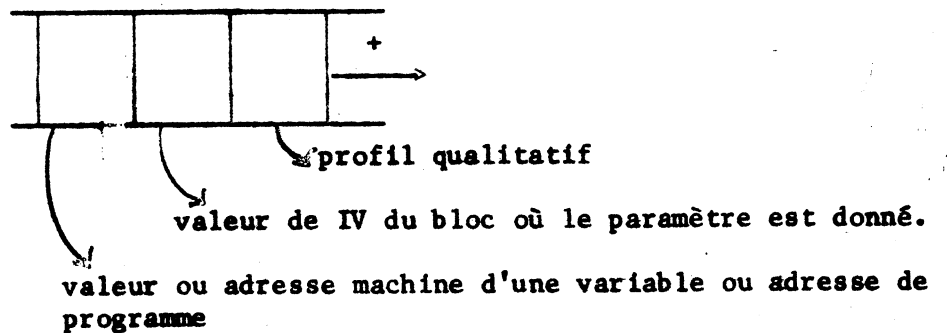 +
profil qualitatif
valeur de IV du bloc où le paramètre est donné.
valeur ou adresse machine d'une variable ou adresse de
programme